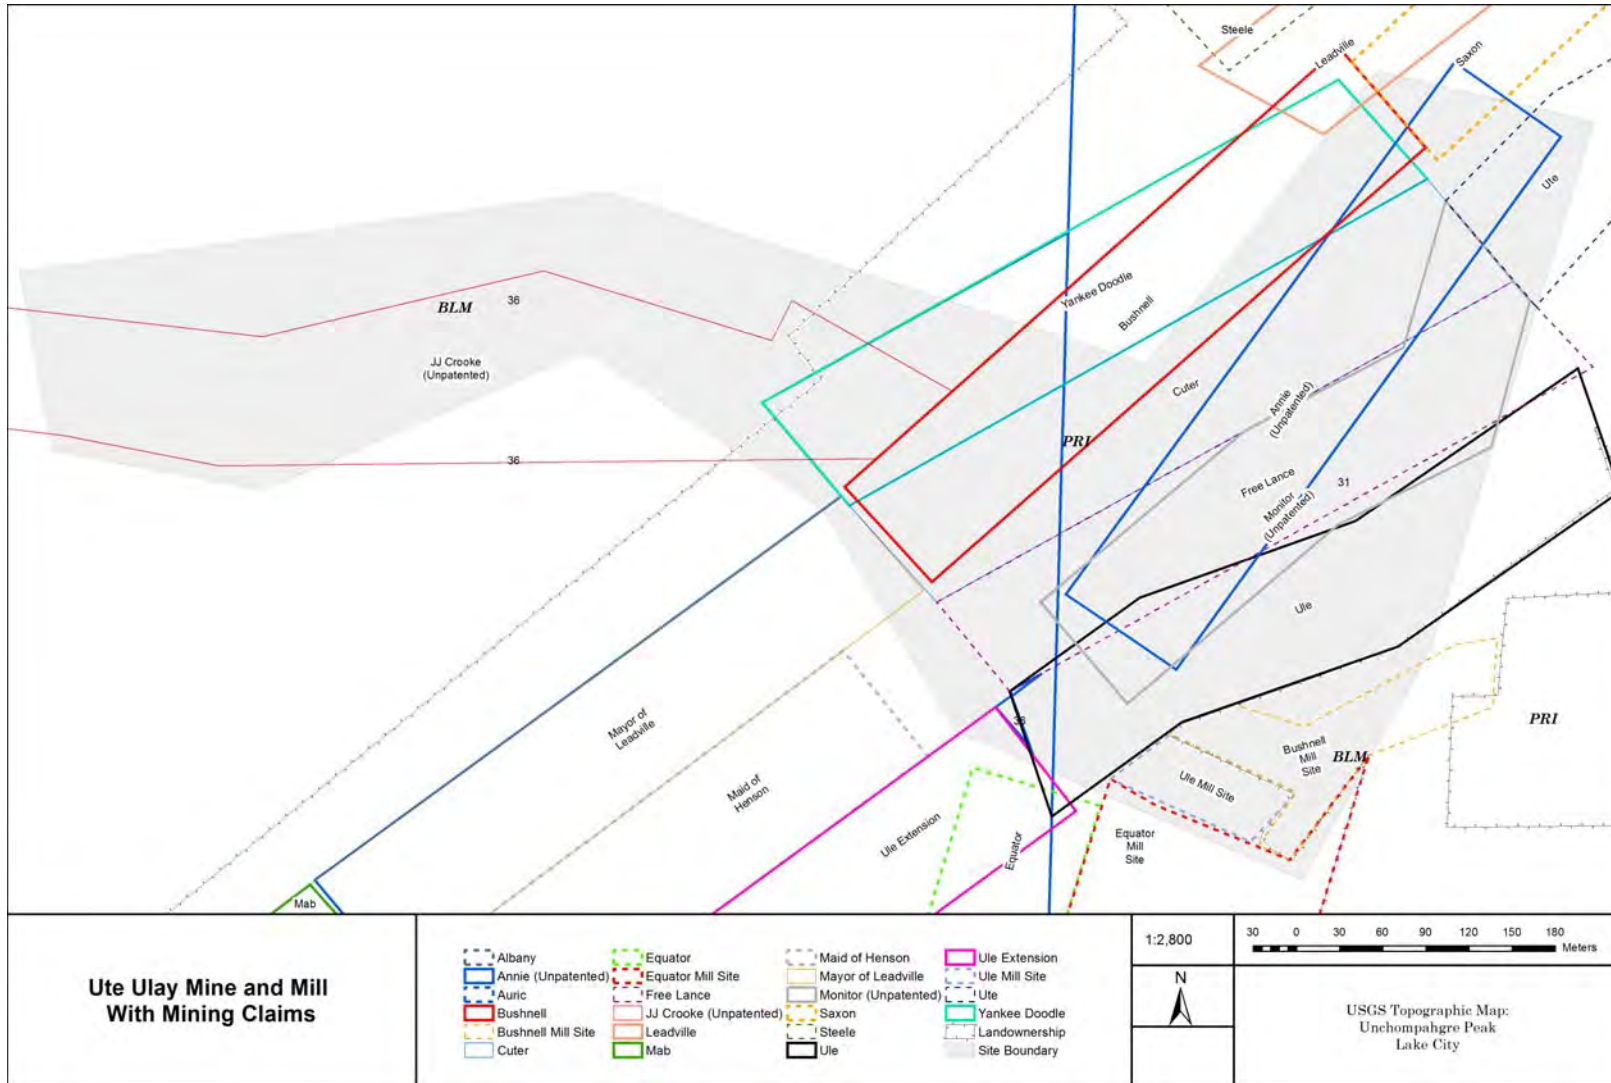 Steele
Leadville
Saxon
Ute
36
BLM
JJ Crooke
(Unpatented)
Yankee Doodle
Bushnell
Cuter
Annie
(Unpatented)
PRI
36
Free Lance
31
Monitor
(Unpatented)
Ule
Mayor of
Leadville
36
PRI
Bushnell
Mill
Site
BLM
Ule Mill Site
Maid of
Henson
Ule Extension
Equator
Equator
Mill
Site
Mab
Ute Ulay Mine and Mill
With Mining Claims
Albany
Annie (Unpatented)
Auric
Bushnell
Bushnell Mill Site
Cuter
Equator
Equator Mill Site
Free Lance
JJ Crooke (Unpatented)
Leadville
Mab
Maid of Henson
Mayor of Leadville
Monitor (Unpatented)
Saxon
Steele
Ule
Ule Extension
Ule Mill Site
Ute
Yankee Doodle
Landownership
Site Boundary
1:2,800
N
30 0 30 60 90 120 150 180
Meters
USGS Topographic Map:
Unchompahgre Peak
Lake City